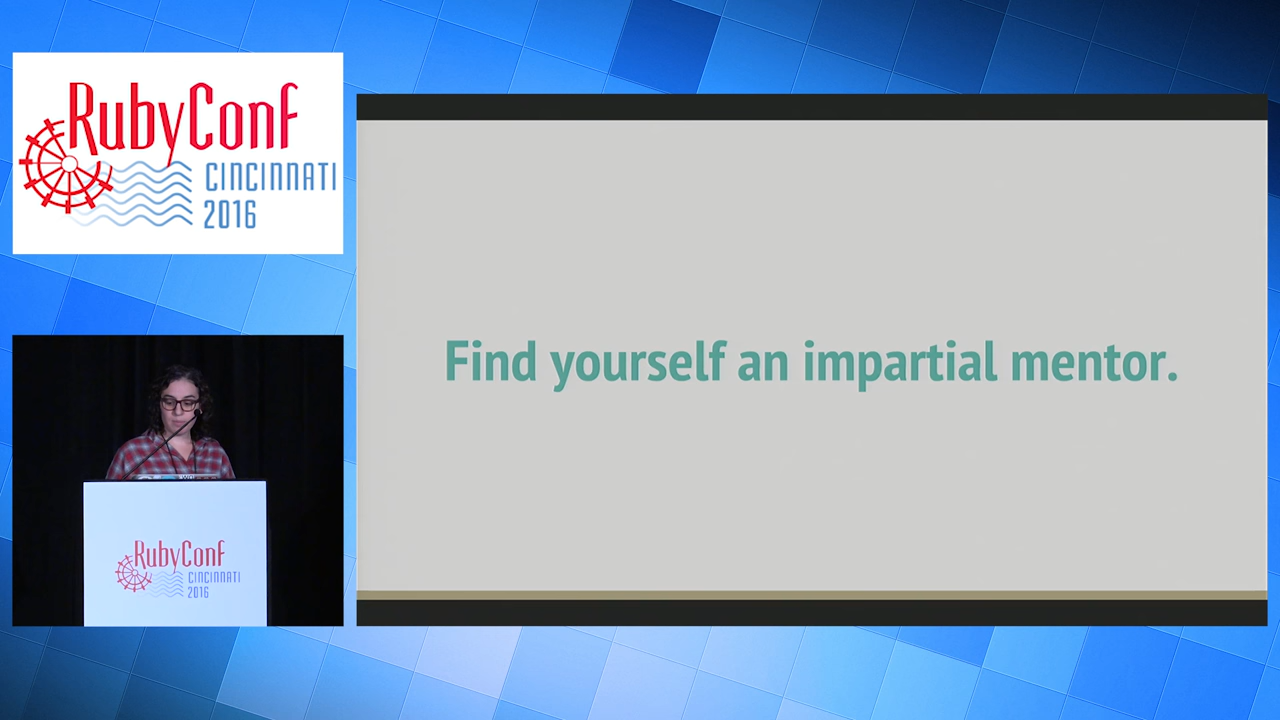 RubyConf
CINCINNATI
2016
Find yourself an impartial mentor.
RubyConf
CINCINNATI
2016